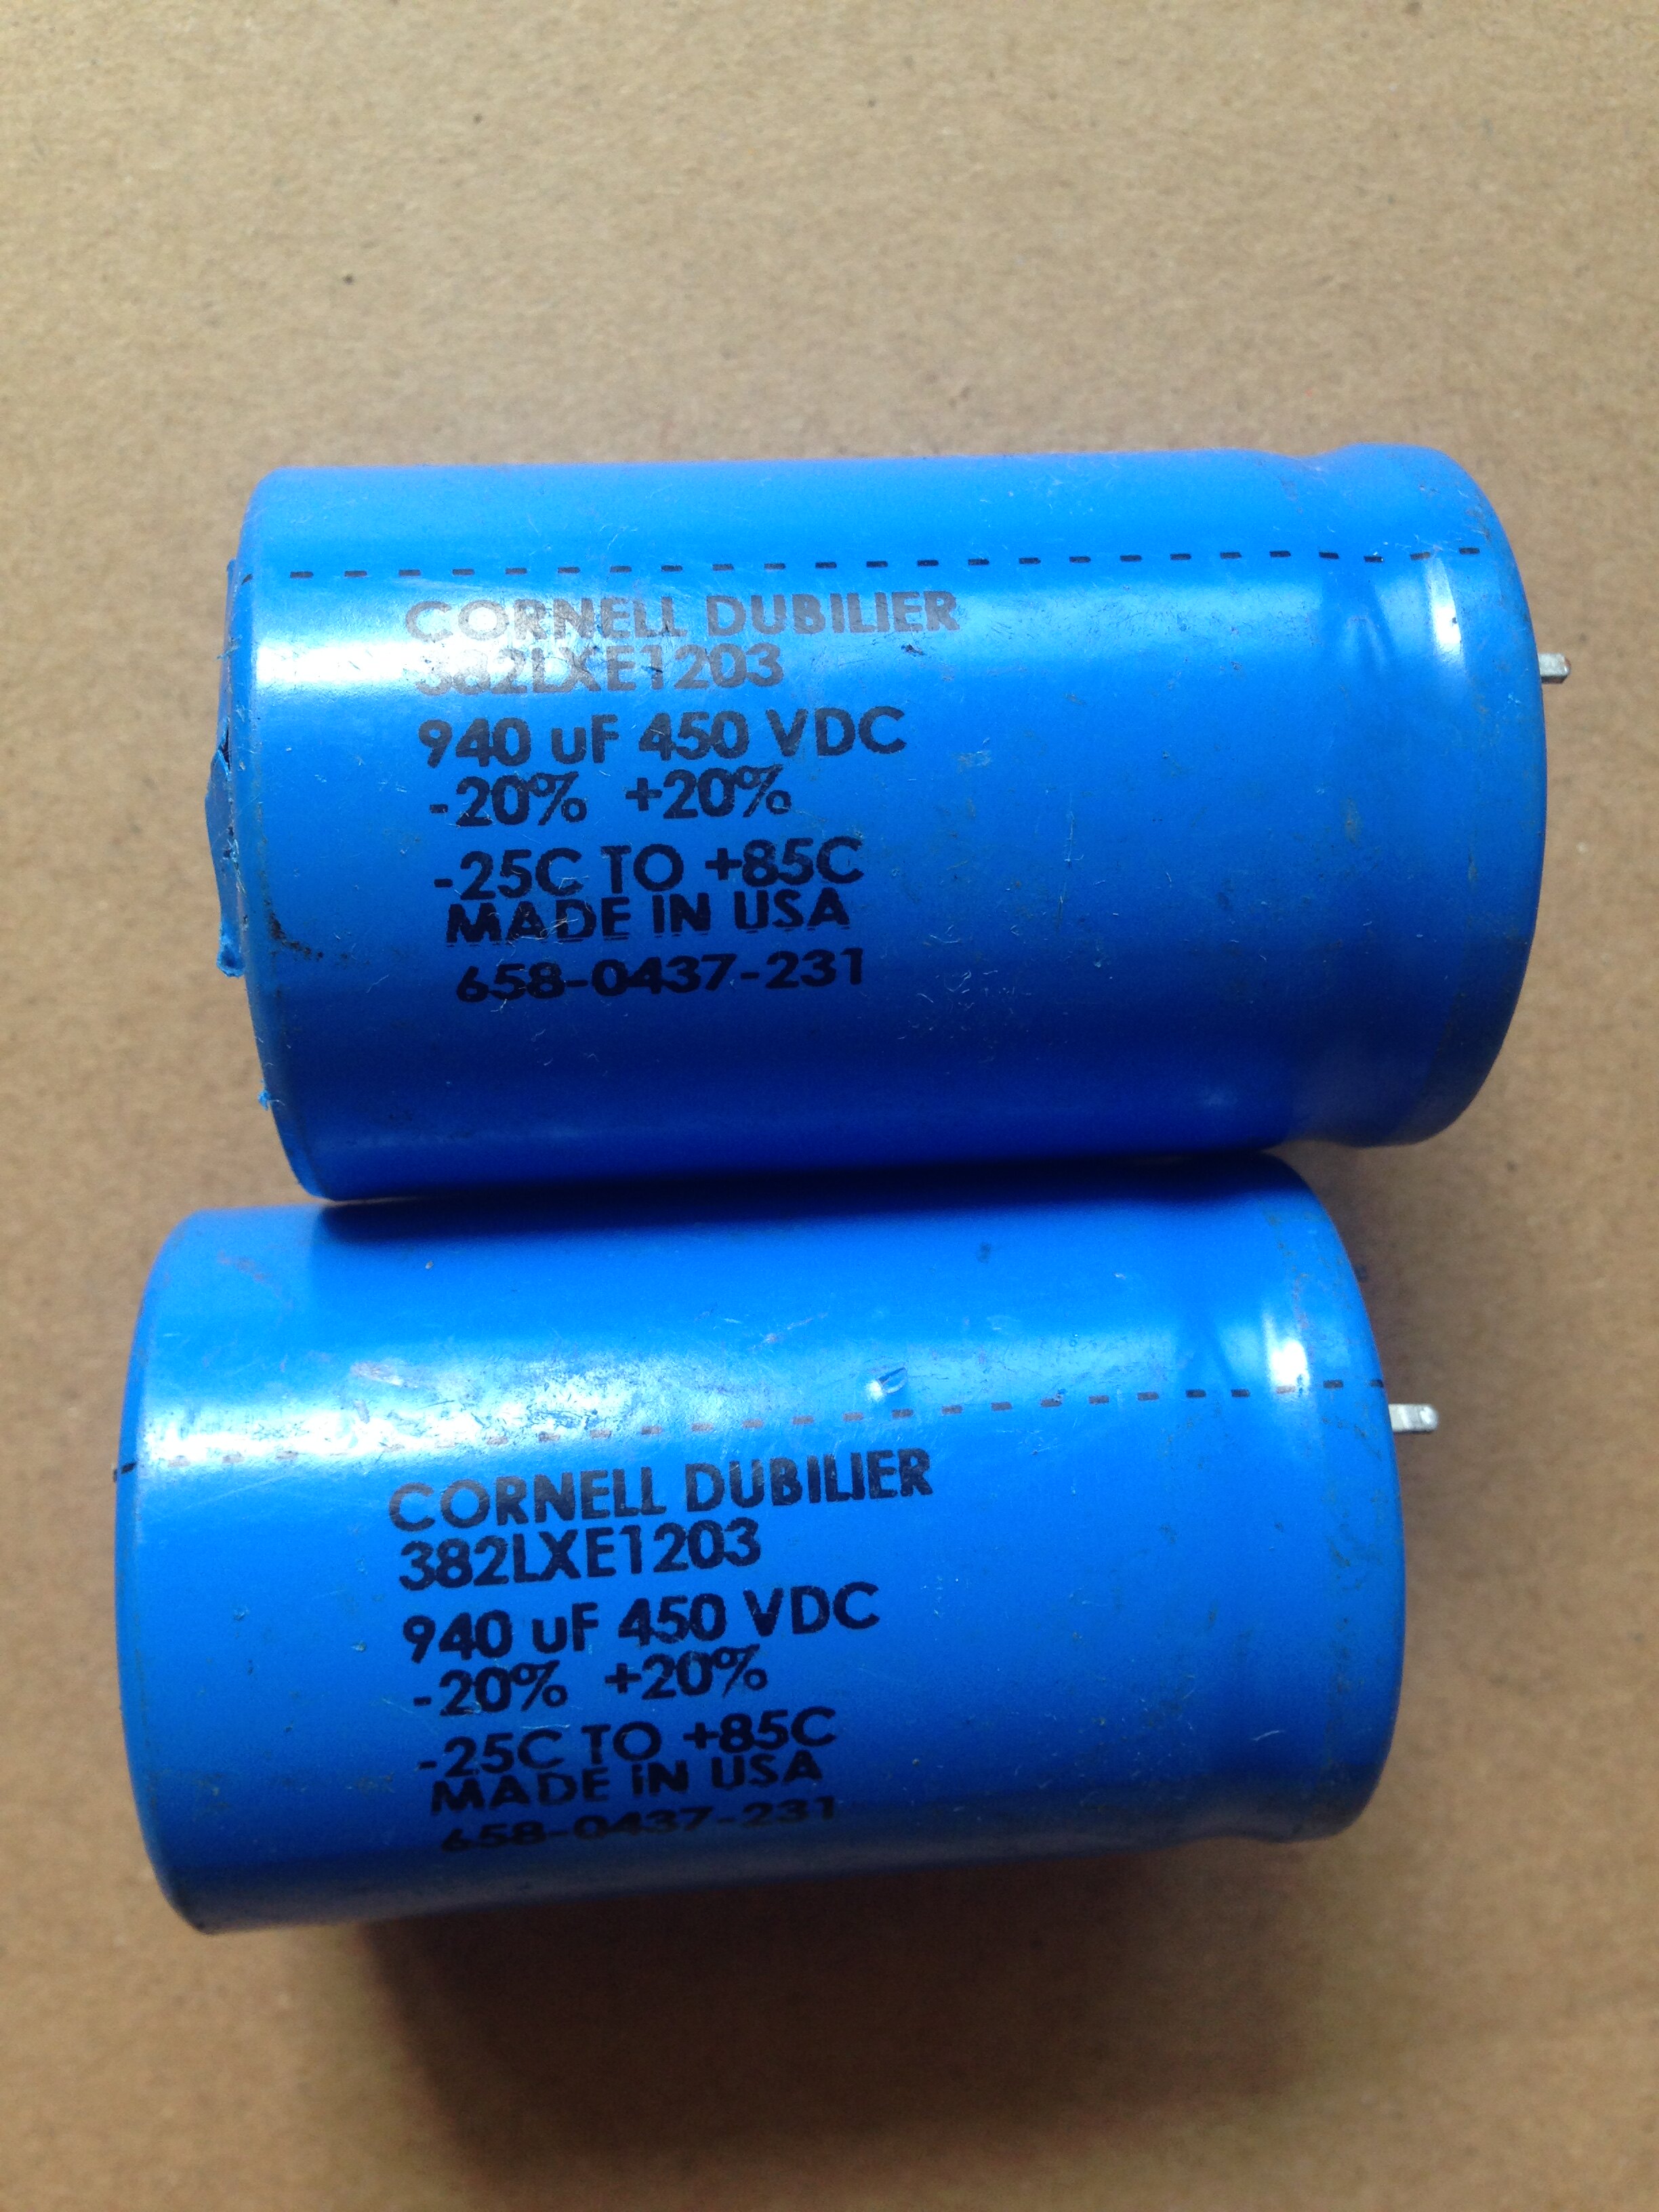 CORNELL DUBILIER
382LXE1203
940 uF 450 VDC
-20% +20%
-25C TO +85C
MADE IN USA
658-0437-231
CORNELL DUBILIER
382LXE1203
940 uF 450 VDC
-20% +20%
-25C TO +85C
MADE IN USA
658-0437-231